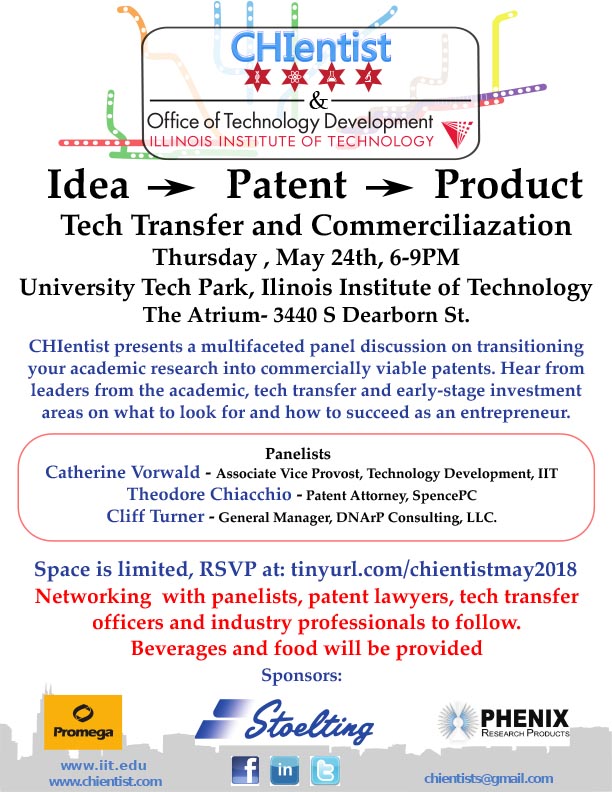 CHIentist
&
Office of Technology Development
ILLINOIS INSTITUTE OF TECHNOLOGY
Idea → Patent → Product
Tech Transfer and Commerciliazation
Thursday , May 24th, 6-9PM
University Tech Park, Ilinois Institute of Technology
The Atrium- 3440 S Dearborn St.
CHIentist presents a multifaceted panel discussion on transitioning
your academic research into commercially viable patents. Hear from
leaders from the academic, tech transfer and early-stage investment
areas on what to look for and how to succeed as an entrepreneur.
Panelists
Catherine Vorwald - Associate Vice Provost, Technology Development, IIT
Theodore Chiacchio - Patent Attorney, SpencePC
Cliff Turner - General Manager, DNArP Consulting, LLC.
Space is limited, RSVP at: tinyurl.com/chientistmay2018
Networking with panelists, patent lawyers, tech transfer
officers and industry professionals to follow.
Beverages and food will be provided
Sponsors:
Promega
Stoelting
PHENIX
RESEARCH PRODUCTS
www.iit.edu
www.chientist.com
f in t
chientists@gmail.com